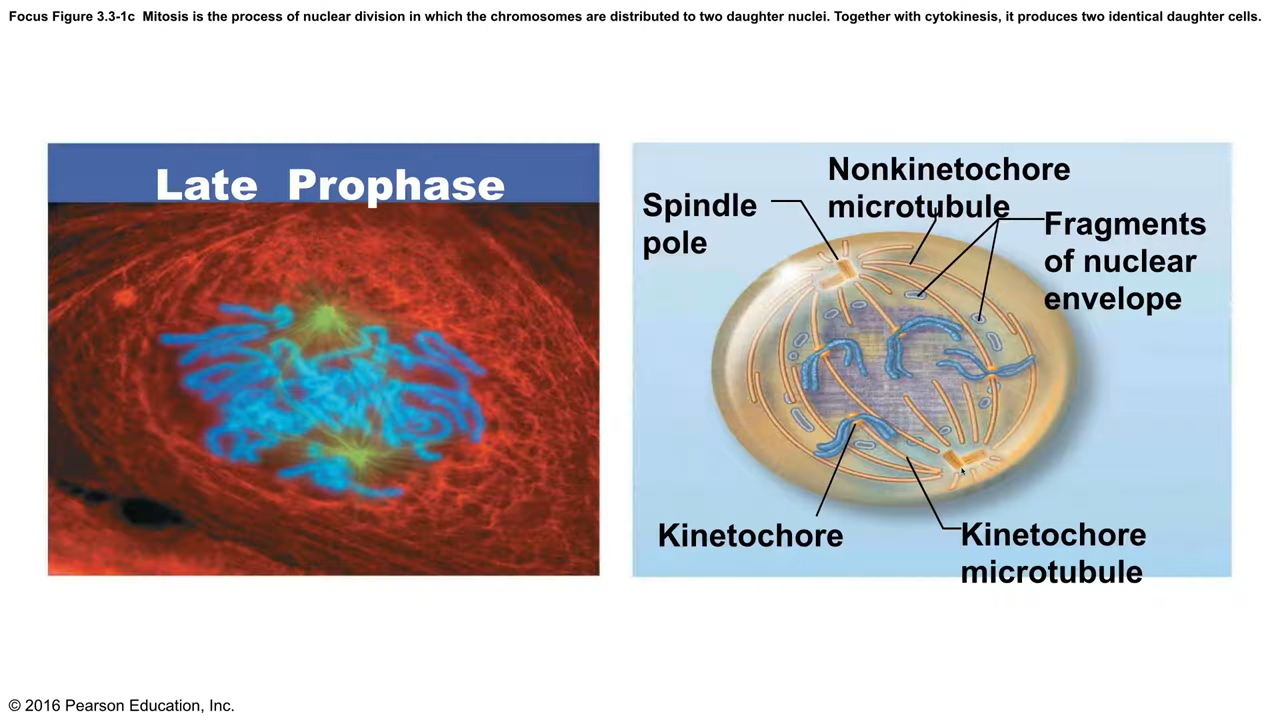 Focus Figure 3.3-1c  Mitosis is the process of nuclear division in which the chromosomes are distributed to two daughter nuclei. Together with cytokinesis, it produces two identical daughter cells.
Late Prophase
Spindle
pole
Nonkinetochore
microtubule
Fragments
of nuclear
envelope
Kinetochore
Kinetochore
microtubule
© 2016 Pearson Education, Inc.